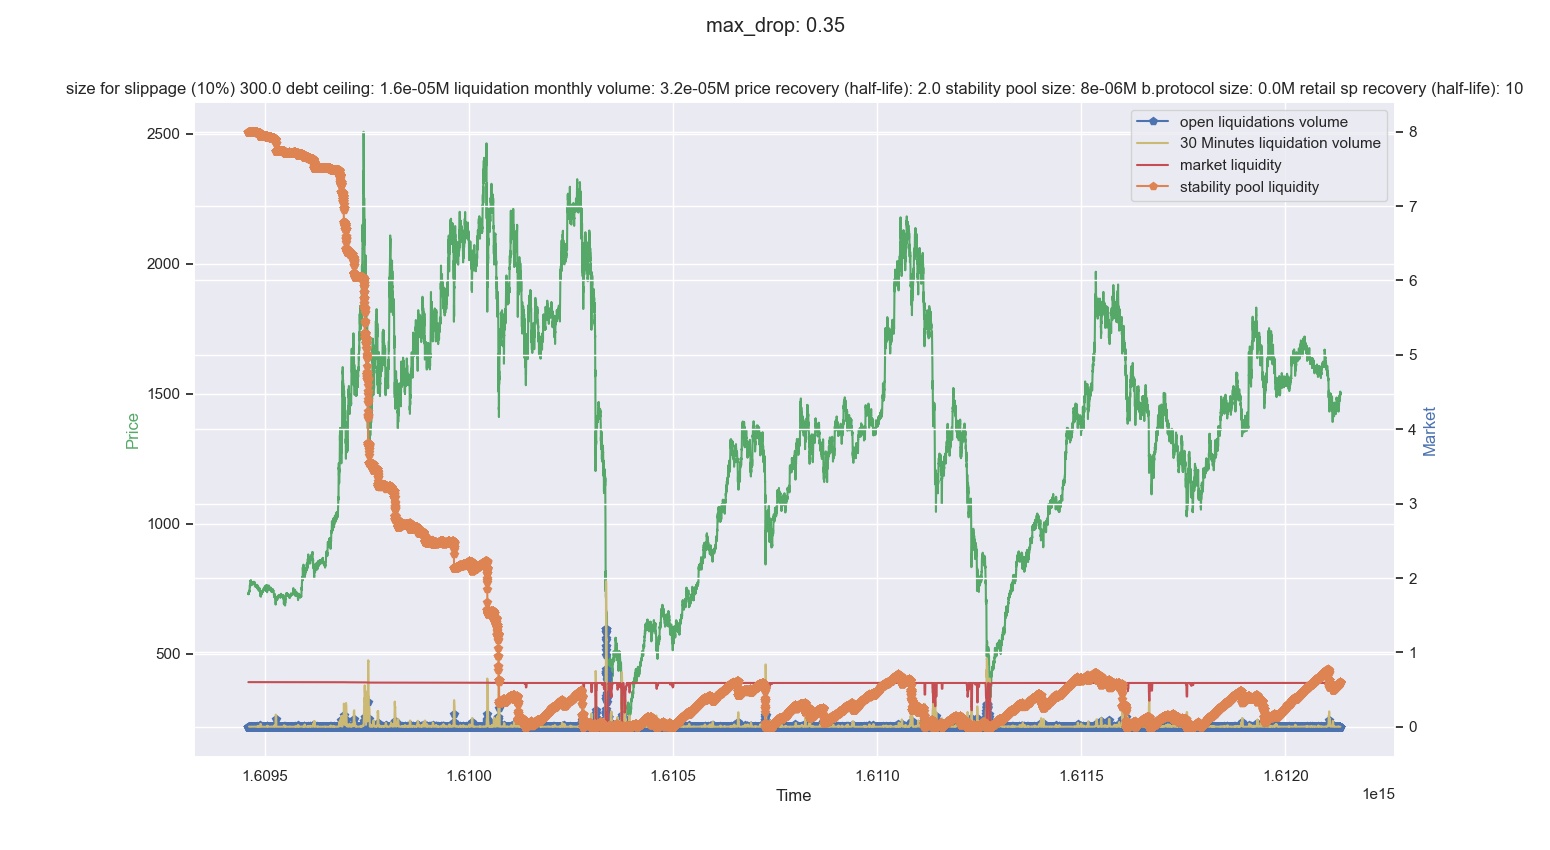 max_drop: 0.35
size for slippage (10%) 300.0 debt ceiling: 1.6e-05M liquidation monthly volume: 3.2e-05M price recovery (half-life): 2.0 stability pool size: 8e-06M b.protocol size: 0.0M retail sp recovery (half-life): 10
open liquidations volume
30 Minutes liquidation volume
market liquidity
stability pool liquidity
2500
2000
1500
1000
500
Price
8
7
6
5
4
3
2
1
0
Market
1.6095 1.6100 1.6105 1.6110 1.6115 1.6120
Time
1e15